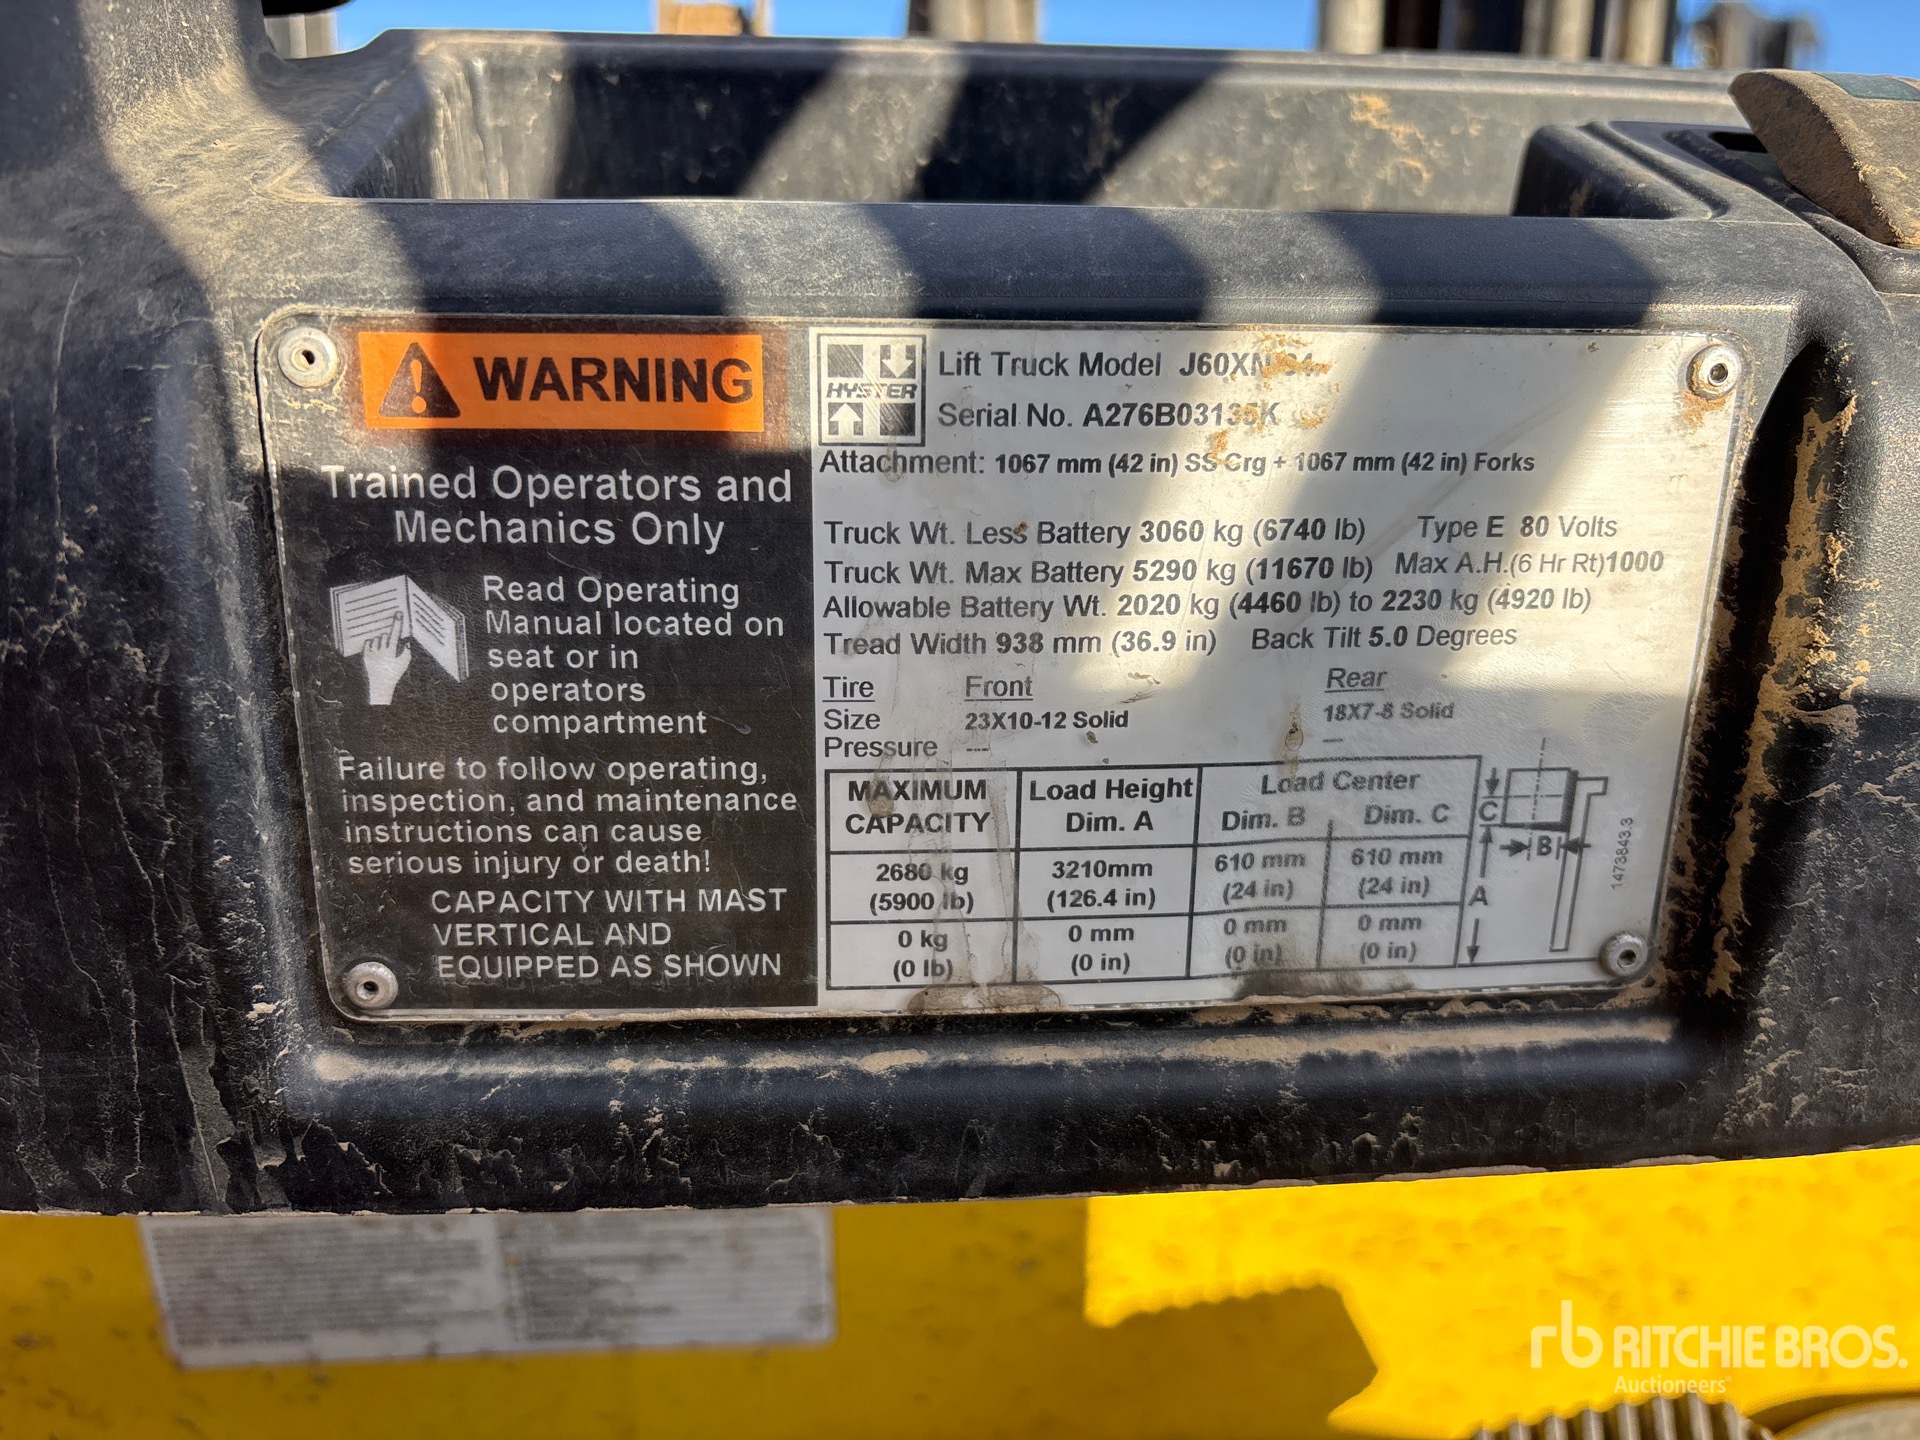 WARNING
Trained Operators and
Mechanics Only
Read Operating
Manual located on
seat or in
operators
compartment
Failure to follow operating,
inspection, and maintenance
instructions can cause
serious injury or death!
CAPACITY WITH MAST
VERTICAL AND
EQUIPPED AS SHOWN
HYSTER
Lift Truck Model
Serial No. A276B03135K
Attachment: 1067 mm (42 in) SS Crg + 1067 mm (42 in) Forks
Truck Wt. Less Battery 3060 kg (6740 lb) Type E 80 Volts
Truck Wt. Max Battery 5290 kg (11670 lb) Max A.H.(6 Hr Rt)1000
Allowable Battery Wt. 2020 kg (4460 lb) to 2230 kg (4920 lb)
Tread Width 938 mm (36.9 in) Back Tilt 5.0 Degrees
Tire Front Rear
Size 23X10-12 Solid 18X7-8 Solid
Pressure --- ---
MAXIMUM CAPACITY Load Height Dim. A Load Center Dim. B Dim. C
2680 kg (5900 lb) 3210mm (126.4 in) 610 mm (24 in) 610 mm (24 in)
0 kg (0 lb) 0 mm (0 in) 0 mm (0 in) 0 mm (0 in)
C
B
A
1473843.3
rb RITCHIE BROS.
Auctioneers